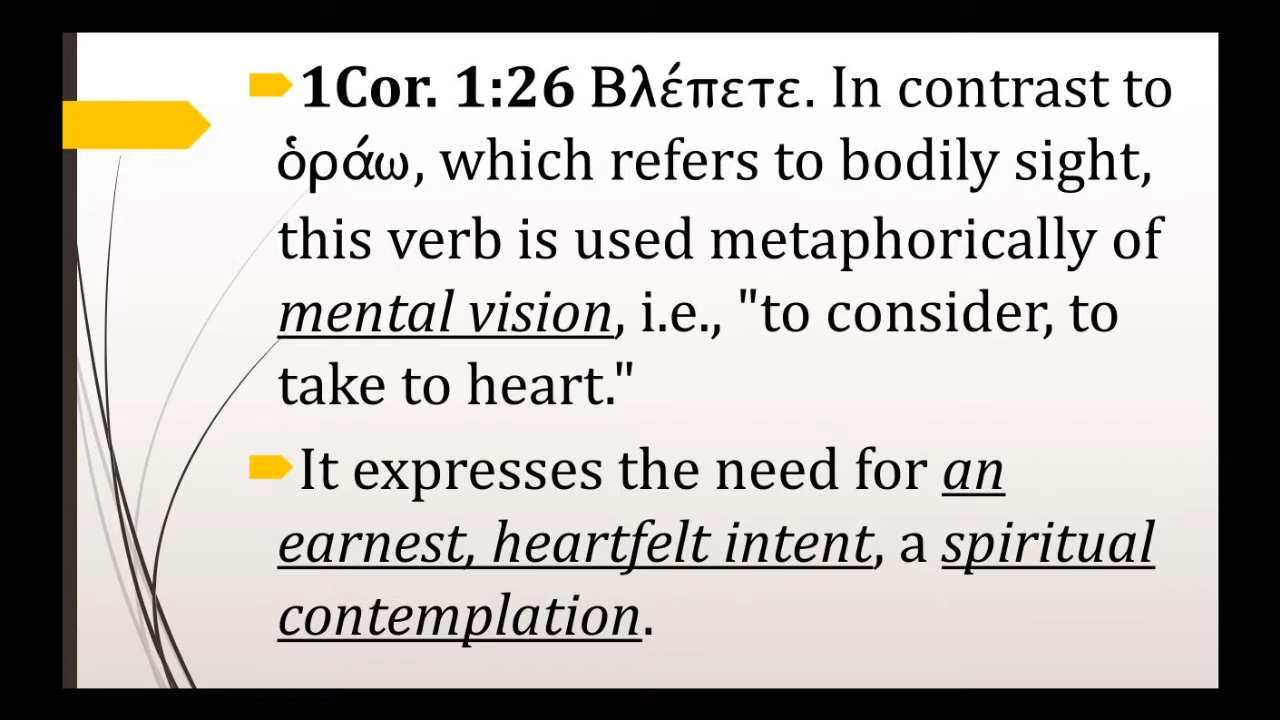 1Cor. 1:26 Βλέπετε. In contrast to
ὁράω, which refers to bodily sight,
this verb is used metaphorically of
mental vision, i.e., "to consider, to
take to heart."
It expresses the need for an
earnest, heartfelt intent, a spiritual
contemplation.